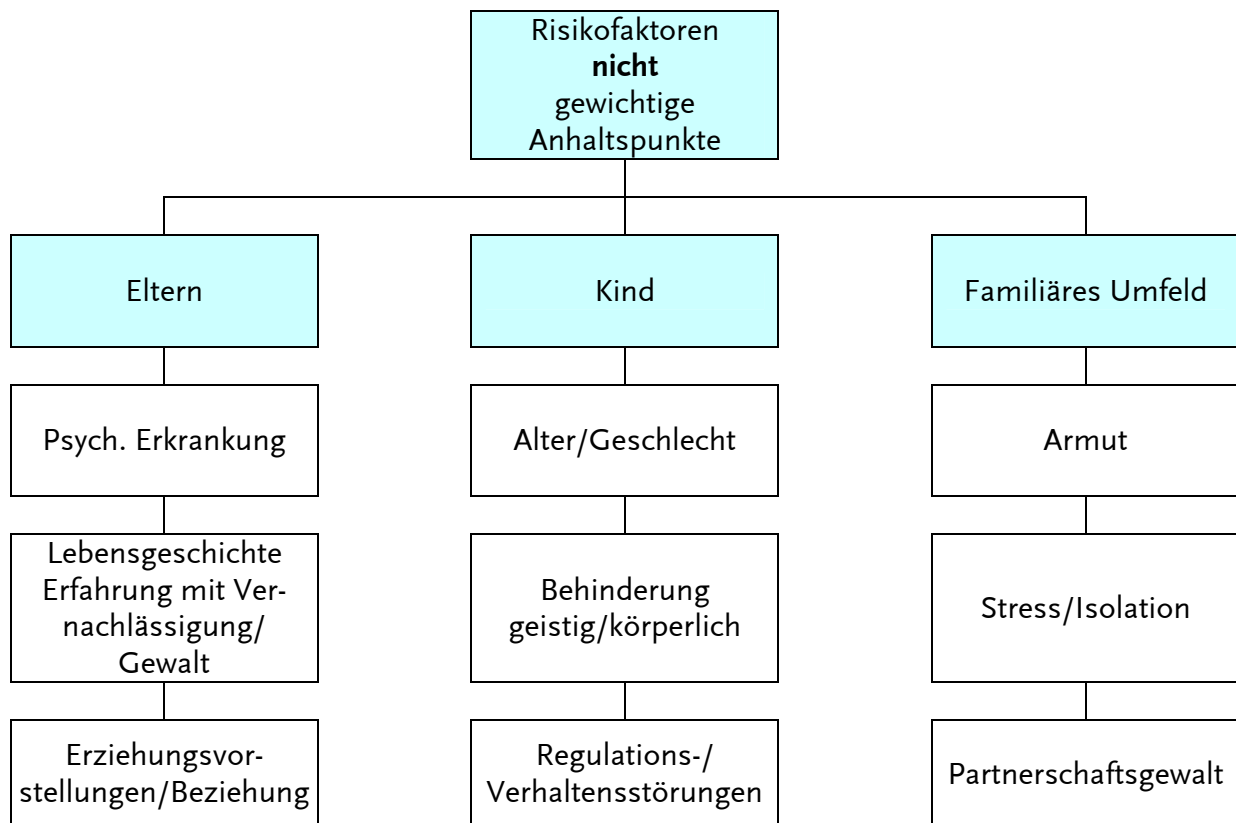 Risikofaktoren
nicht
gewichtige
Anhaltspunkte
Eltern
Kind
Familiäres Umfeld
Psych. Erkrankung
Alter/Geschlecht
Armut
Lebensgeschichte
Erfahrung mit Ver-
nachlässigung/
Gewalt
Behinderung
geistig/körperlich
Stress/Isolation
Erziehungsvor-
stellungen/Beziehung
Regulations-/
Verhaltensstörungen
Partnerschaftsgewalt